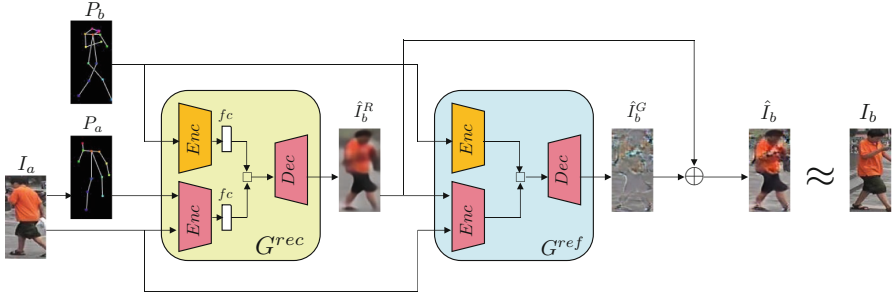 P_b
P_a
I_a
Enc
fc
Enc
fc
Dec
G^{rec}
Î_b^R
Enc
Enc
Dec
G^{ref}
Î_b^G
Î_b
≈
I_b